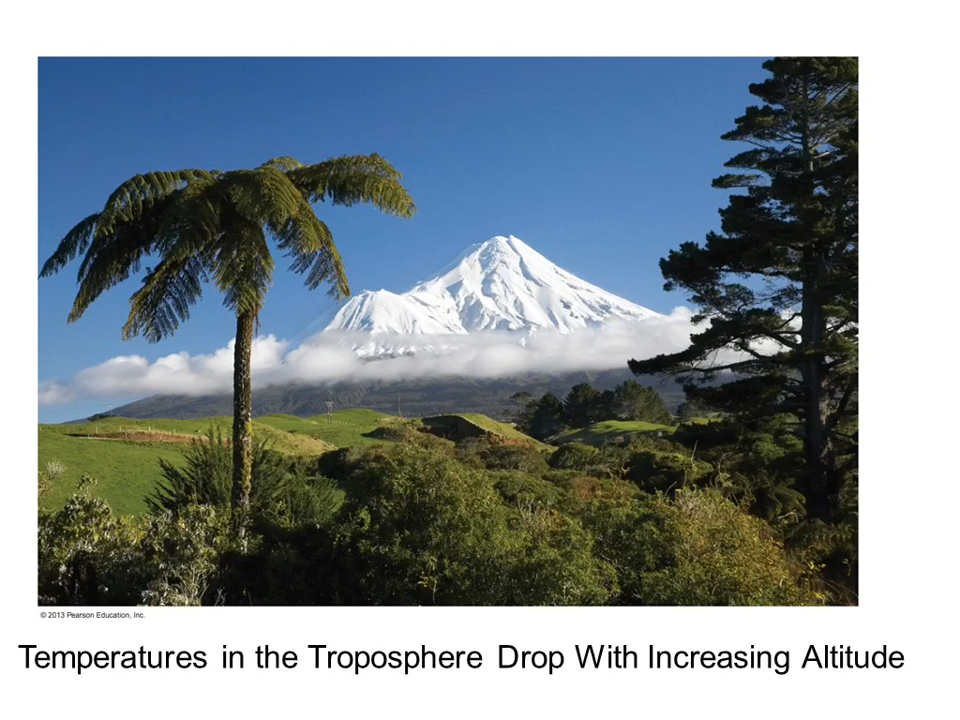 © 2013 Pearson Education, Inc.
Temperatures in the Troposphere Drop With Increasing Altitude